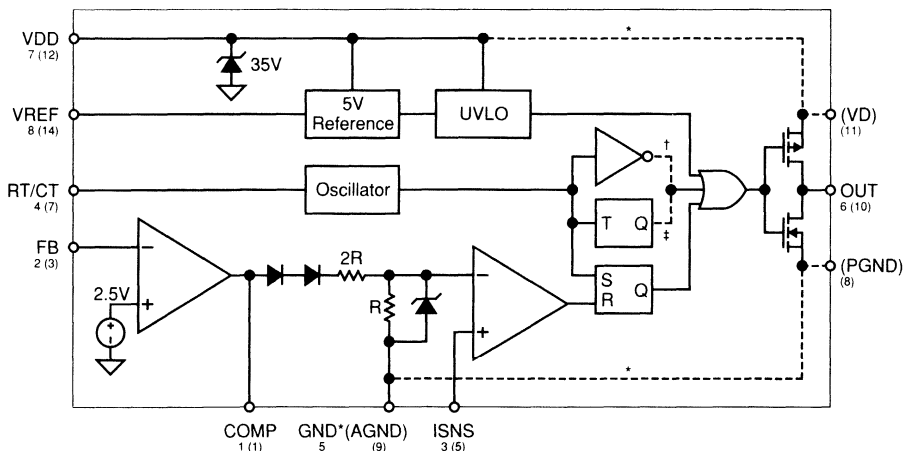 VDD
7 (12)
35V
*
VREF
8 (14)
5V
Reference
UVLO
(VD)
(11)
†
RT/CT
4 (7)
Oscillator
OUT
6 (10)
T Q
‡
FB
2 (3)
−
2R
−
(PGND)
(8)
2.5V
+
+
−
R
S
R
Q
+
*
COMP
1 (1)
GND*(AGND)
5 (9)
ISNS
3 (5)